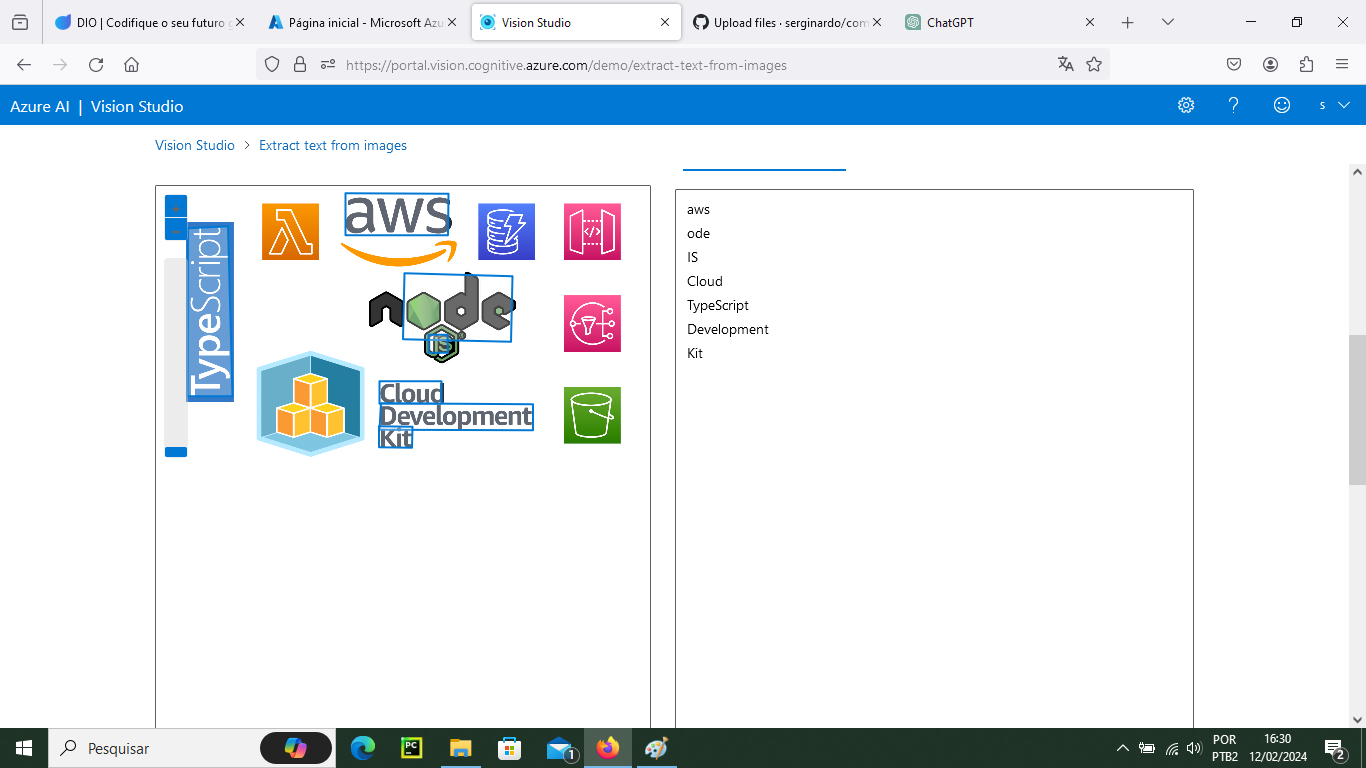 DIO | Codifique o seu futuro g
Página inicial - Microsoft Azu
Vision Studio
Upload files · serginardo/com
ChatGPT
https://portal.vision.cognitive.azure.com/demo/extract-text-from-images
Azure AI | Vision Studio
s
Vision Studio > Extract text from images
TypeScript
aws
node
JS
Cloud
Development
Kit
aws
ode
IS
Cloud
TypeScript
Development
Kit
Pesquisar
PC
1
POR
PTB2
16:30
12/02/2024
2